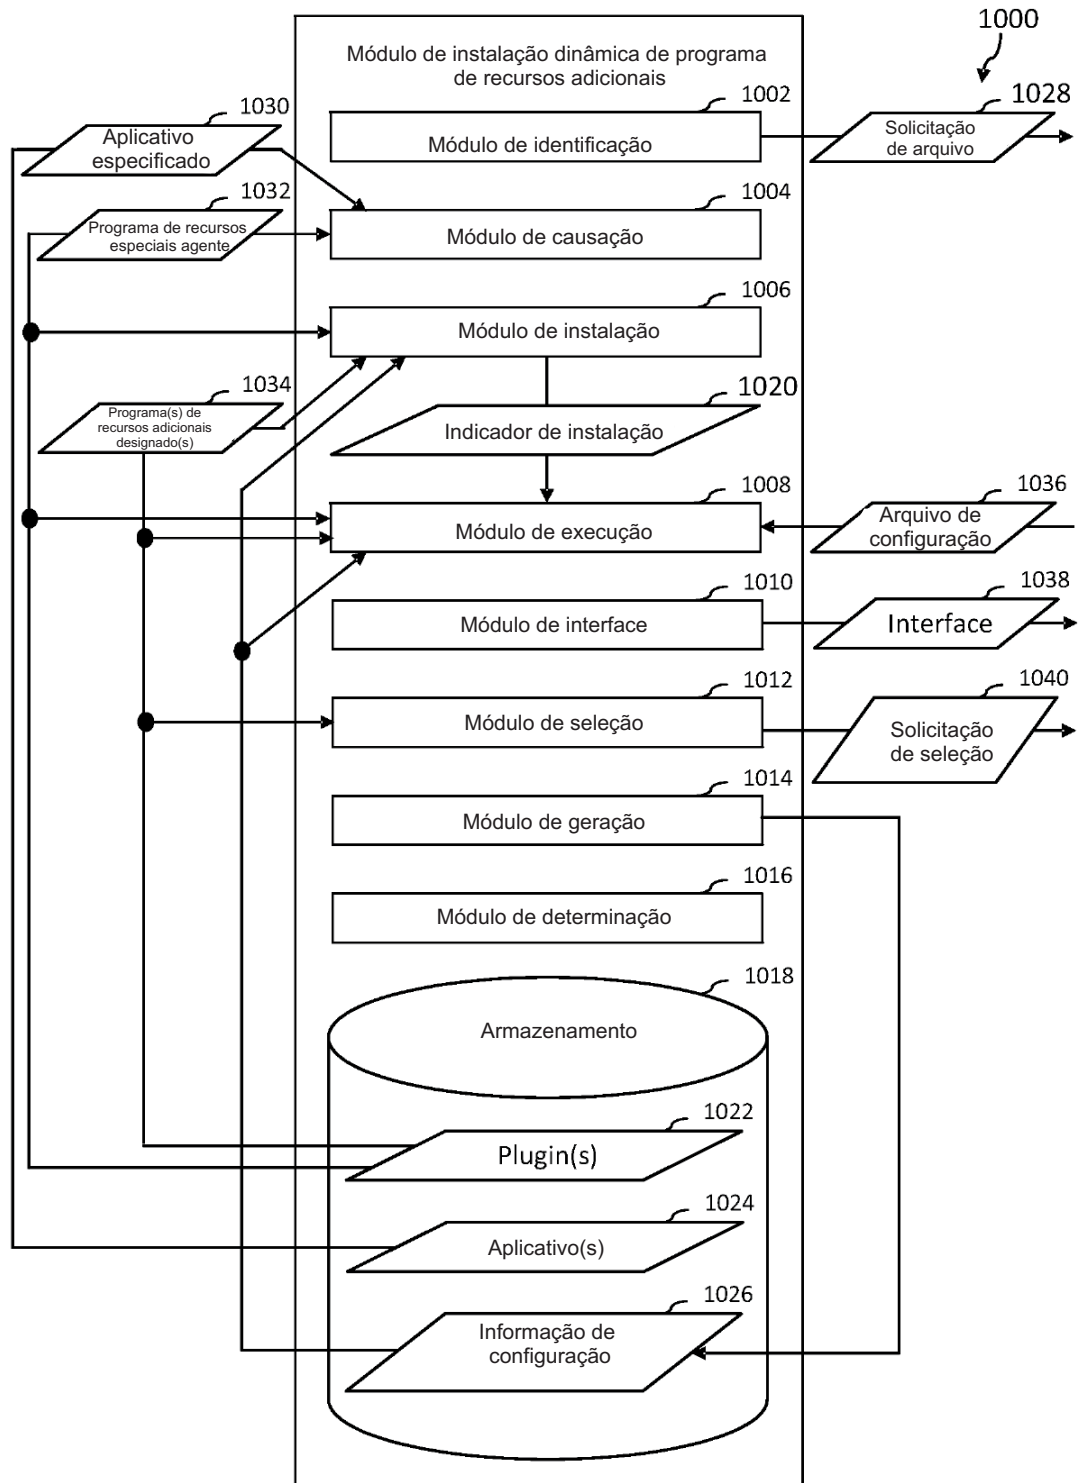 1000
Módulo de instalação dinâmica de programa
de recursos adicionais
1002
Módulo de identificação
1028
Solicitação
de arquivo
1030
Aplicativo
especificado
1004
Módulo de causação
1032
Programa de recursos
especiais agente
1006
Módulo de instalação
1034
Programa(s) de
recursos adicionais
designado(s)
1020
Indicador de instalação
1008
Módulo de execução
1036
Arquivo de
configuração
1010
Módulo de interface
1038
Interface
1012
Módulo de seleção
1040
Solicitação
de seleção
1014
Módulo de geração
1016
Módulo de determinação
1018
Armazenamento
1022
Plugin(s)
1024
Aplicativo(s)
1026
Informação de
configuração